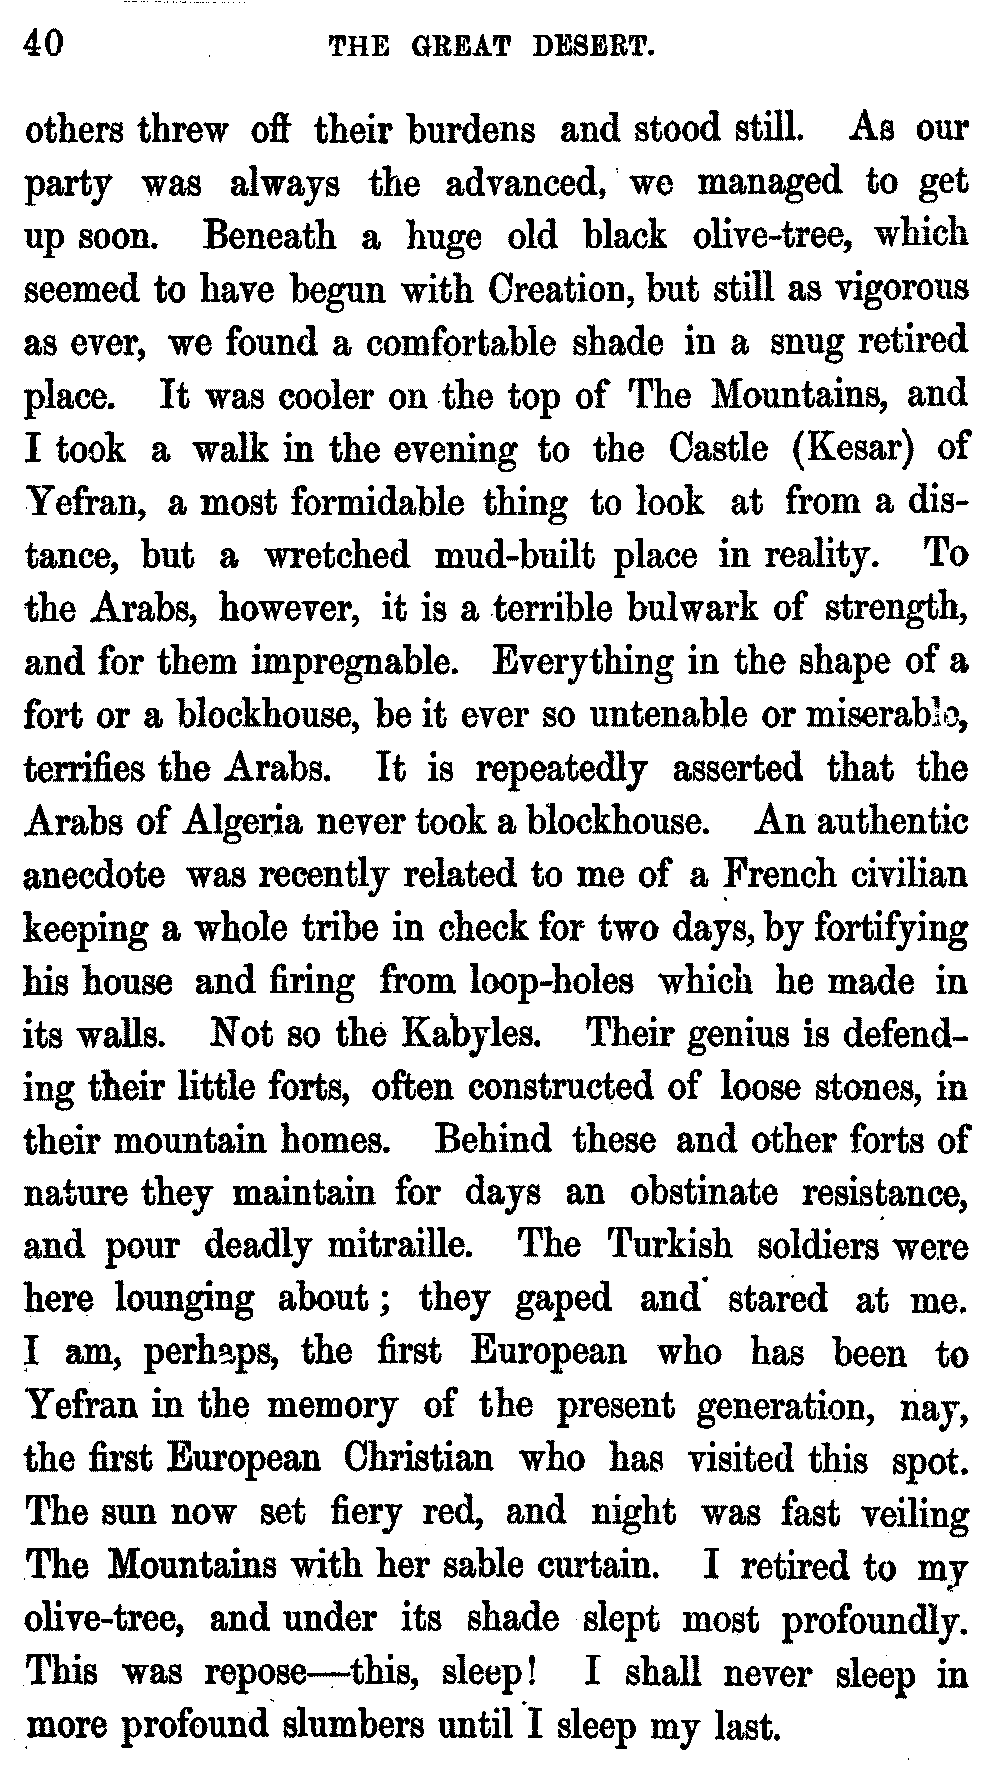 40 THE GREAT DESERT.
others threw off their burdens and stood still. As our
party was always the advanced, we managed to get
up soon. Beneath a huge old black olive-tree, which
seemed to have begun with Creation, but still as vigorous
as ever, we found a comfortable shade in a snug retired
place. It was cooler on the top of The Mountains, and
I took a walk in the evening to the Castle (Kesar) of
Yefran, a most formidable thing to look at from a dis-
tance, but a wretched mud-built place in reality. To
the Arabs, however, it is a terrible bulwark of strength,
and for them impregnable. Everything in the shape of a
fort or a blockhouse, be it ever so untenable or miserable,
terrifies the Arabs. It is repeatedly asserted that the
Arabs of Algeria never took a blockhouse. An authentic
anecdote was recently related to me of a French civilian
keeping a whole tribe in check for two days, by fortifying
his house and firing from loop-holes which he made in
its walls. Not so the Kabyles. Their genius is defend-
ing their little forts, often constructed of loose stones, in
their mountain homes. Behind these and other forts of
nature they maintain for days an obstinate resistance,
and pour deadly mitraille. The Turkish soldiers were
here lounging about; they gaped and stared at me.
I am, perhaps, the first European who has been to
Yefran in the memory of the present generation, nay,
the first European Christian who has visited this spot.
The sun now set fiery red, and night was fast veiling
The Mountains with her sable curtain. I retired to my
olive-tree, and under its shade slept most profoundly.
This was repose—this, sleep! I shall never sleep in
more profound slumbers until I sleep my last.